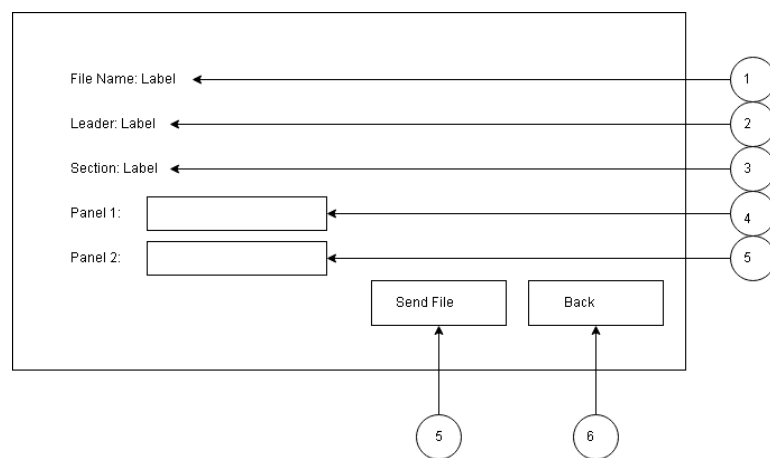 File Name: Label
1
Leader: Label
2
Section: Label
3
Panel 1:
4
Panel 2:
5
Send File
Back
5
6